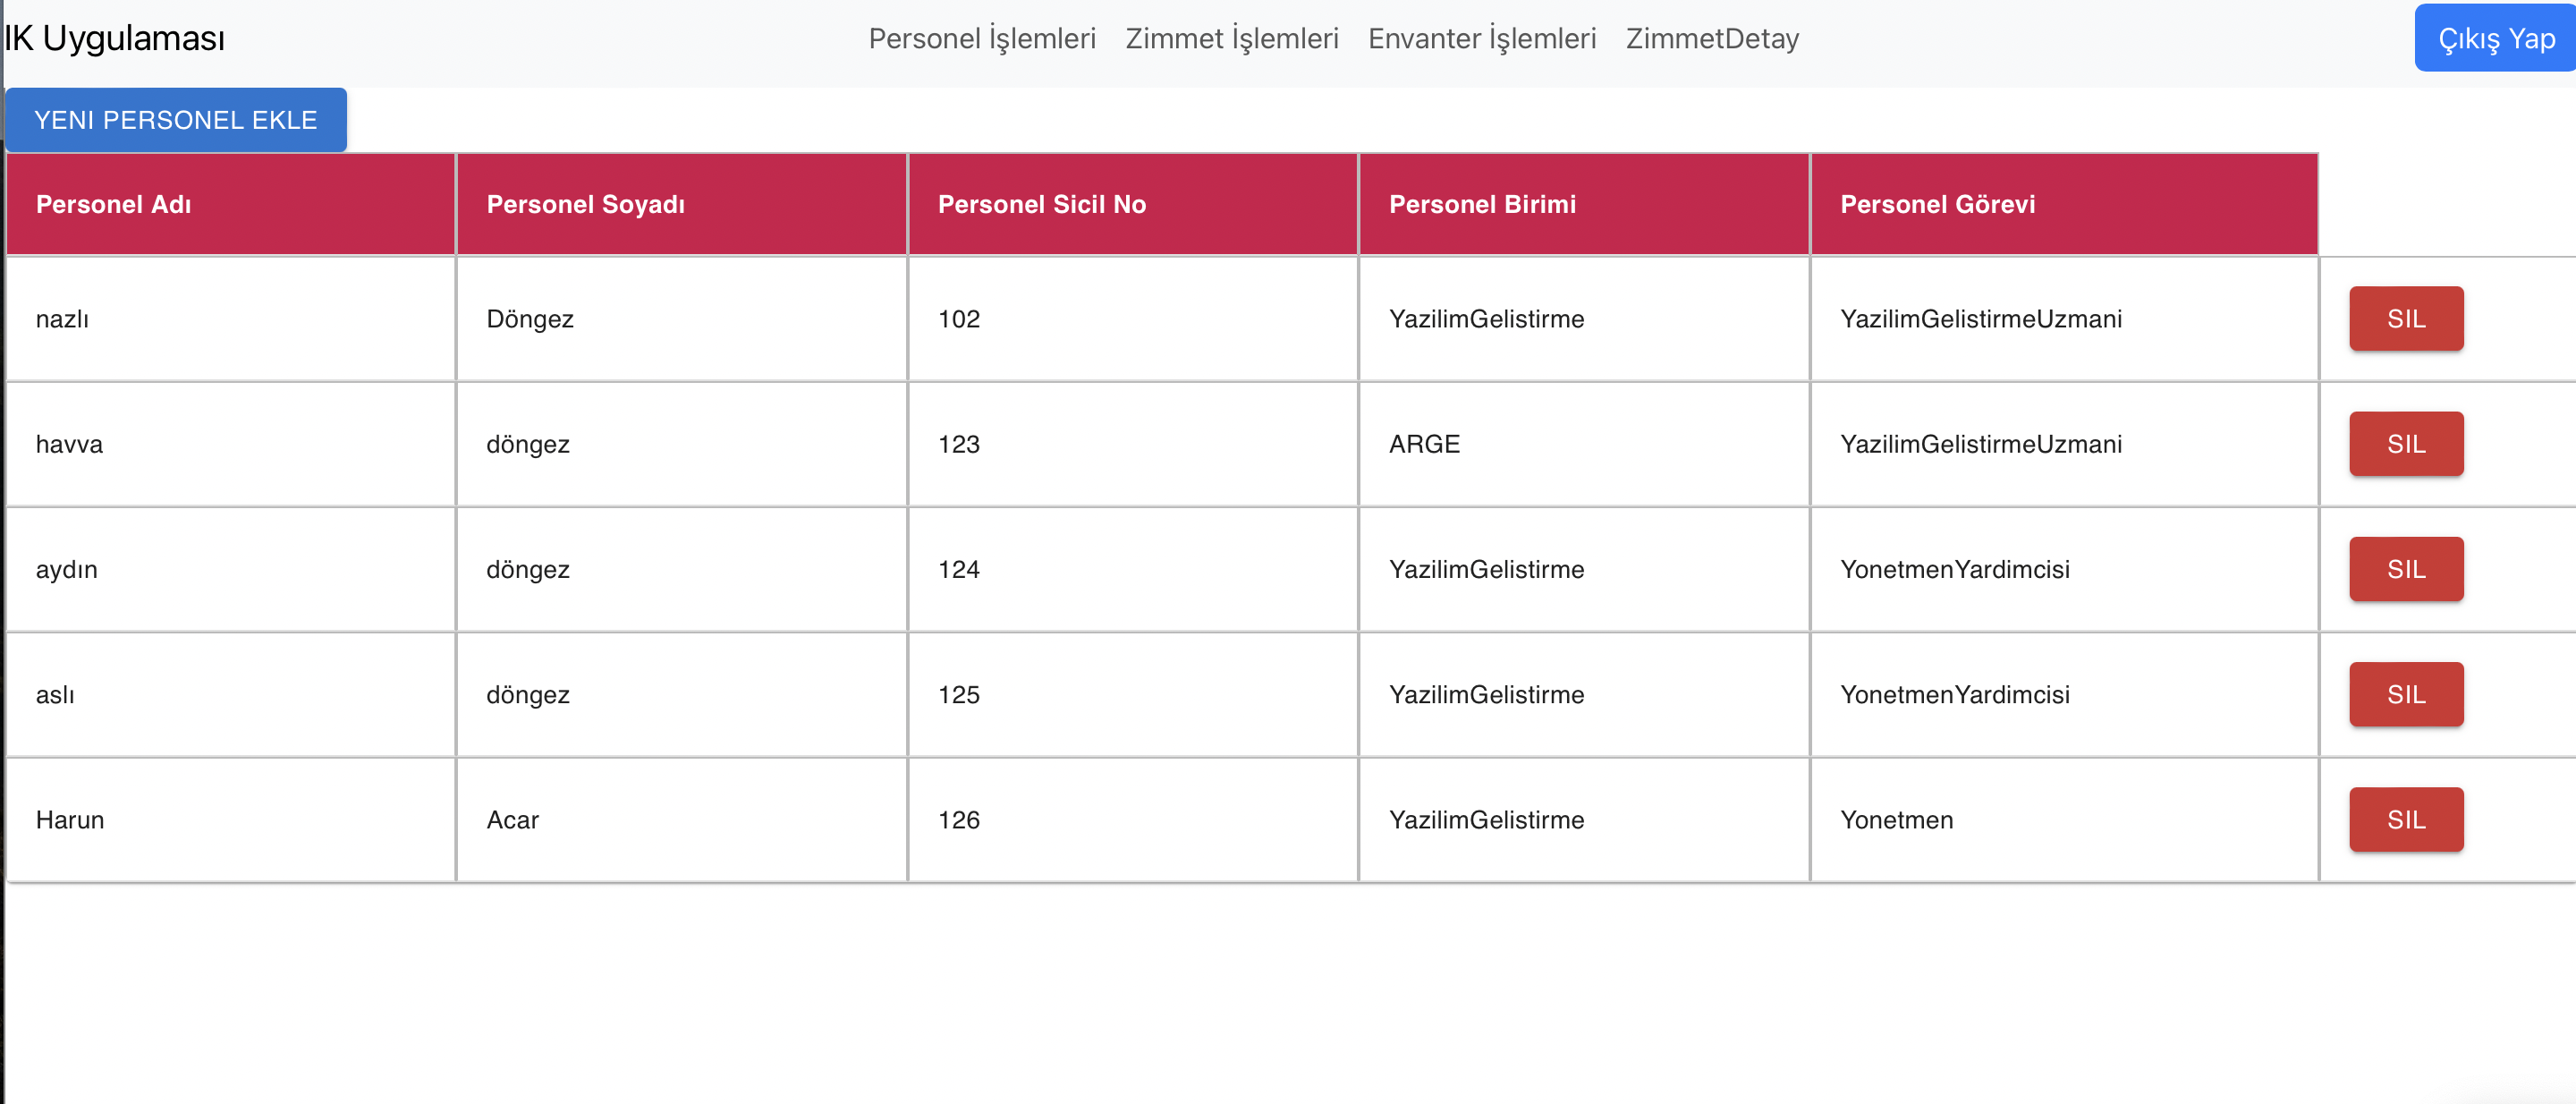 IK Uygulaması Personel İşlemleri Zimmet İşlemleri Envanter İşlemleri ZimmetDetay Çıkış Yap
YENI PERSONEL EKLE
Personel Adı Personel Soyadı Personel Sicil No Personel Birimi Personel Görevi
nazlı Döngez 102 YazilimGelistirme YazilimGelistirmeUzmani SIL
havva döngez 123 ARGE YazilimGelistirmeUzmani SIL
aydın döngez 124 YazilimGelistirme YonetmenYardimcisi SIL
aslı döngez 125 YazilimGelistirme YonetmenYardimcisi SIL
Harun Acar 126 YazilimGelistirme Yonetmen SIL